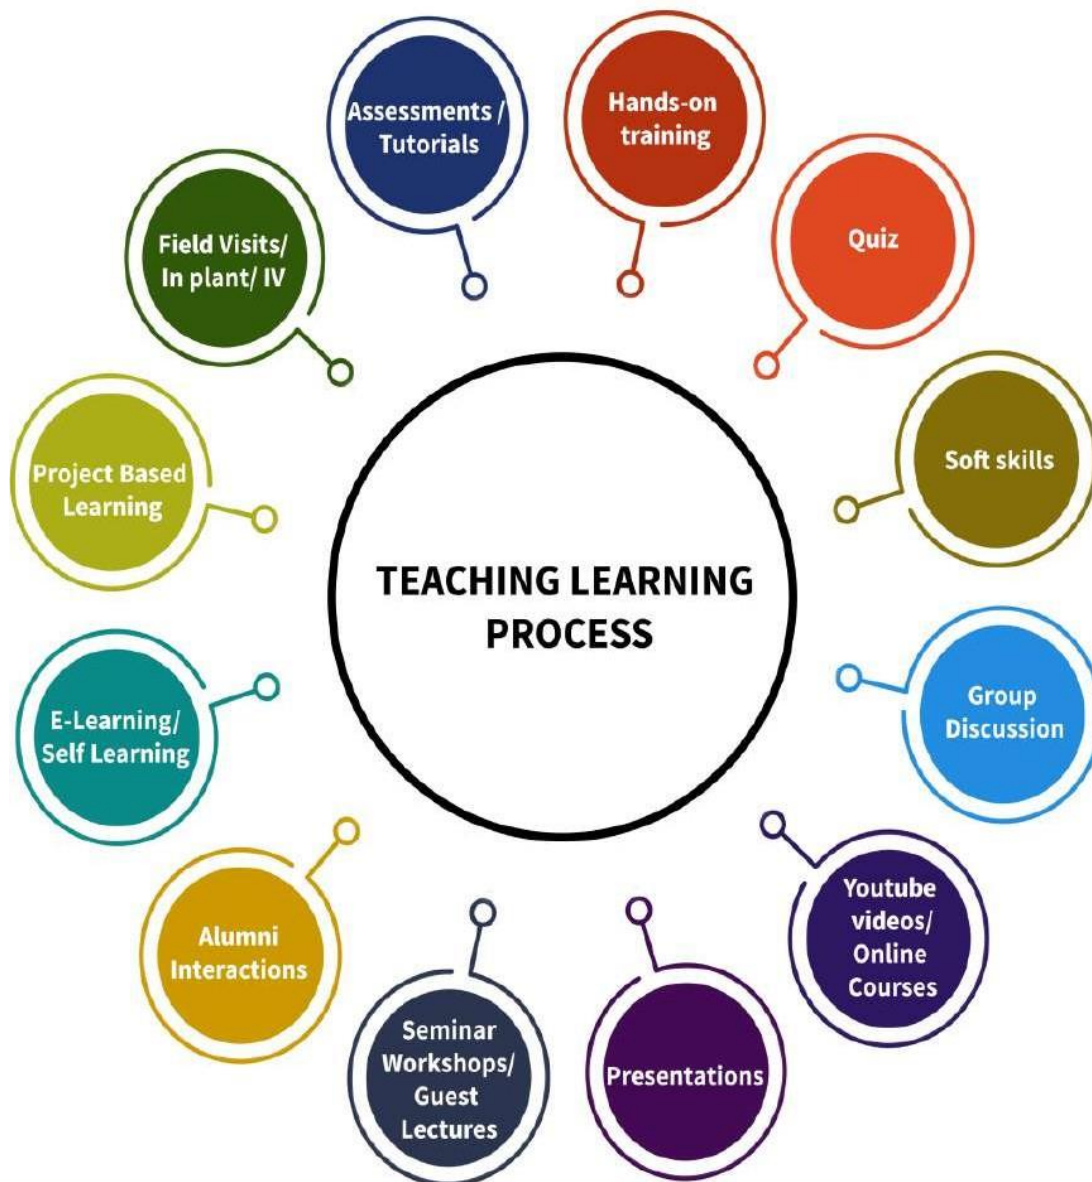 Assessments /
Tutorials
Hands-on
training
Quiz
Soft skills
Group
Discussion
Youtube
videos/
Online
Courses
Presentations
Seminar
Workshops/
Guest
Lectures
Alumni
Interactions
E-Learning/
Self Learning
Project Based
Learning
Field Visits/
In plant/ IV
TEACHING LEARNING
PROCESS